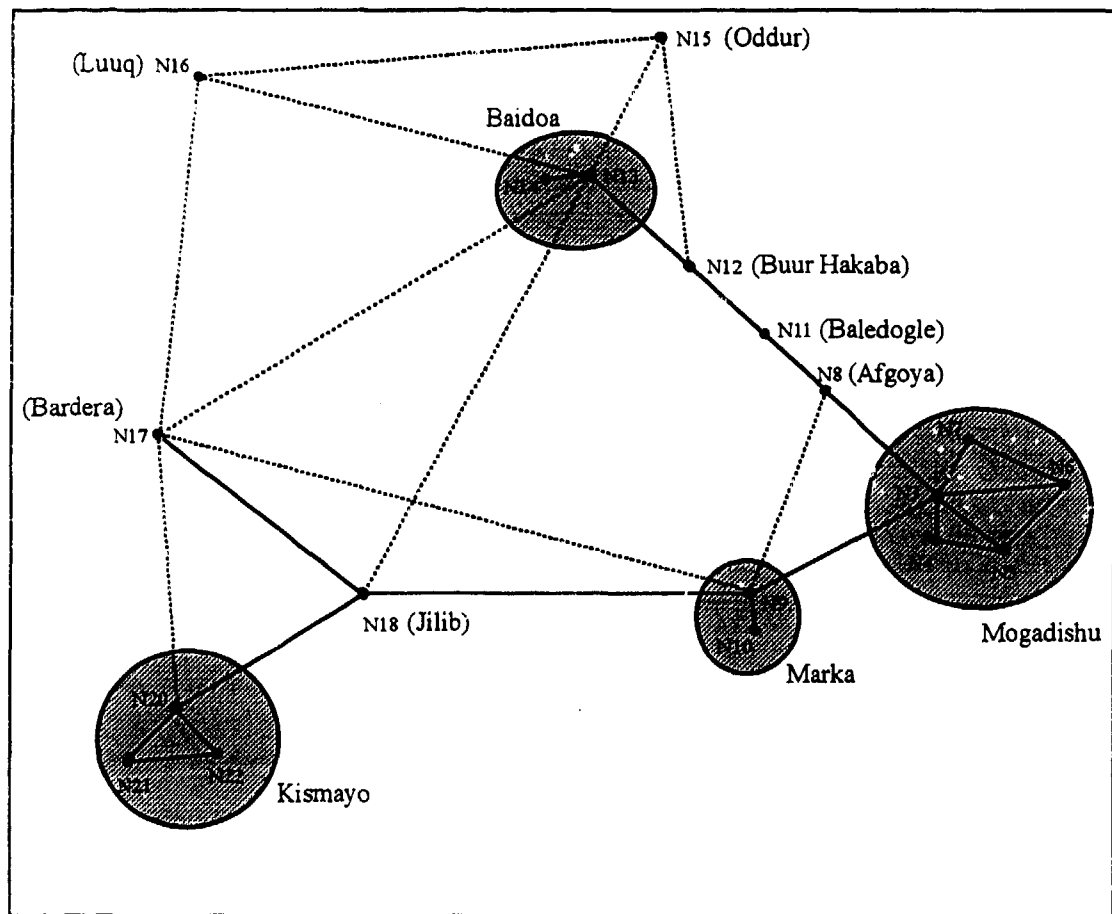 N15 (Oddur)
(Luuq) N16
Baidoa
N12 (Buur Hakaba)
N11 (Baledogle)
N8 (Afgoya)
(Bardera)
N17
N18 (Jilib)
N10
Marka
Mogadishu
N20
N21
N22
Kismayo